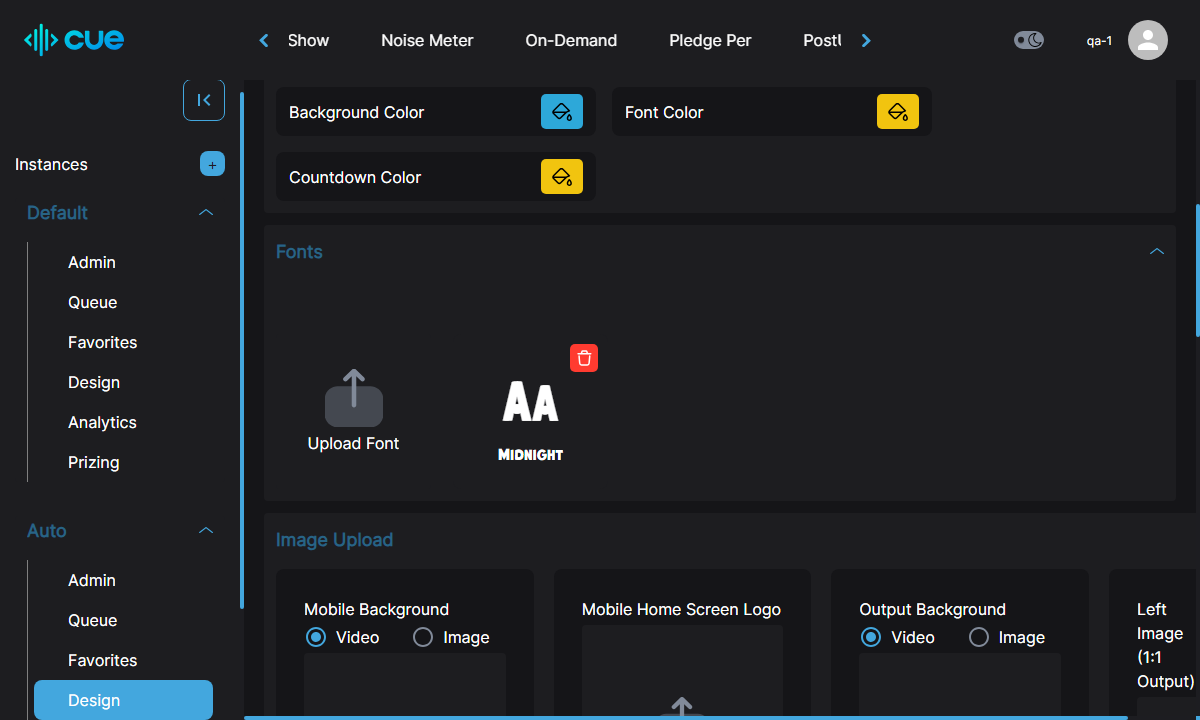 cue
Show
Noise Meter
On-Demand
Pledge Per
qa-1
Background Color
Font Color
Countdown Color
Instances
+
Default
Admin
Queue
Favorites
Design
Analytics
Prizing
Auto
Admin
Queue
Favorites
Design
Fonts
Upload Font
AA
Midnight
Image Upload
Mobile Background
Video
Image
Mobile Home Screen Logo
Output Background
Video
Image
Left
Image
(1:1
Output)